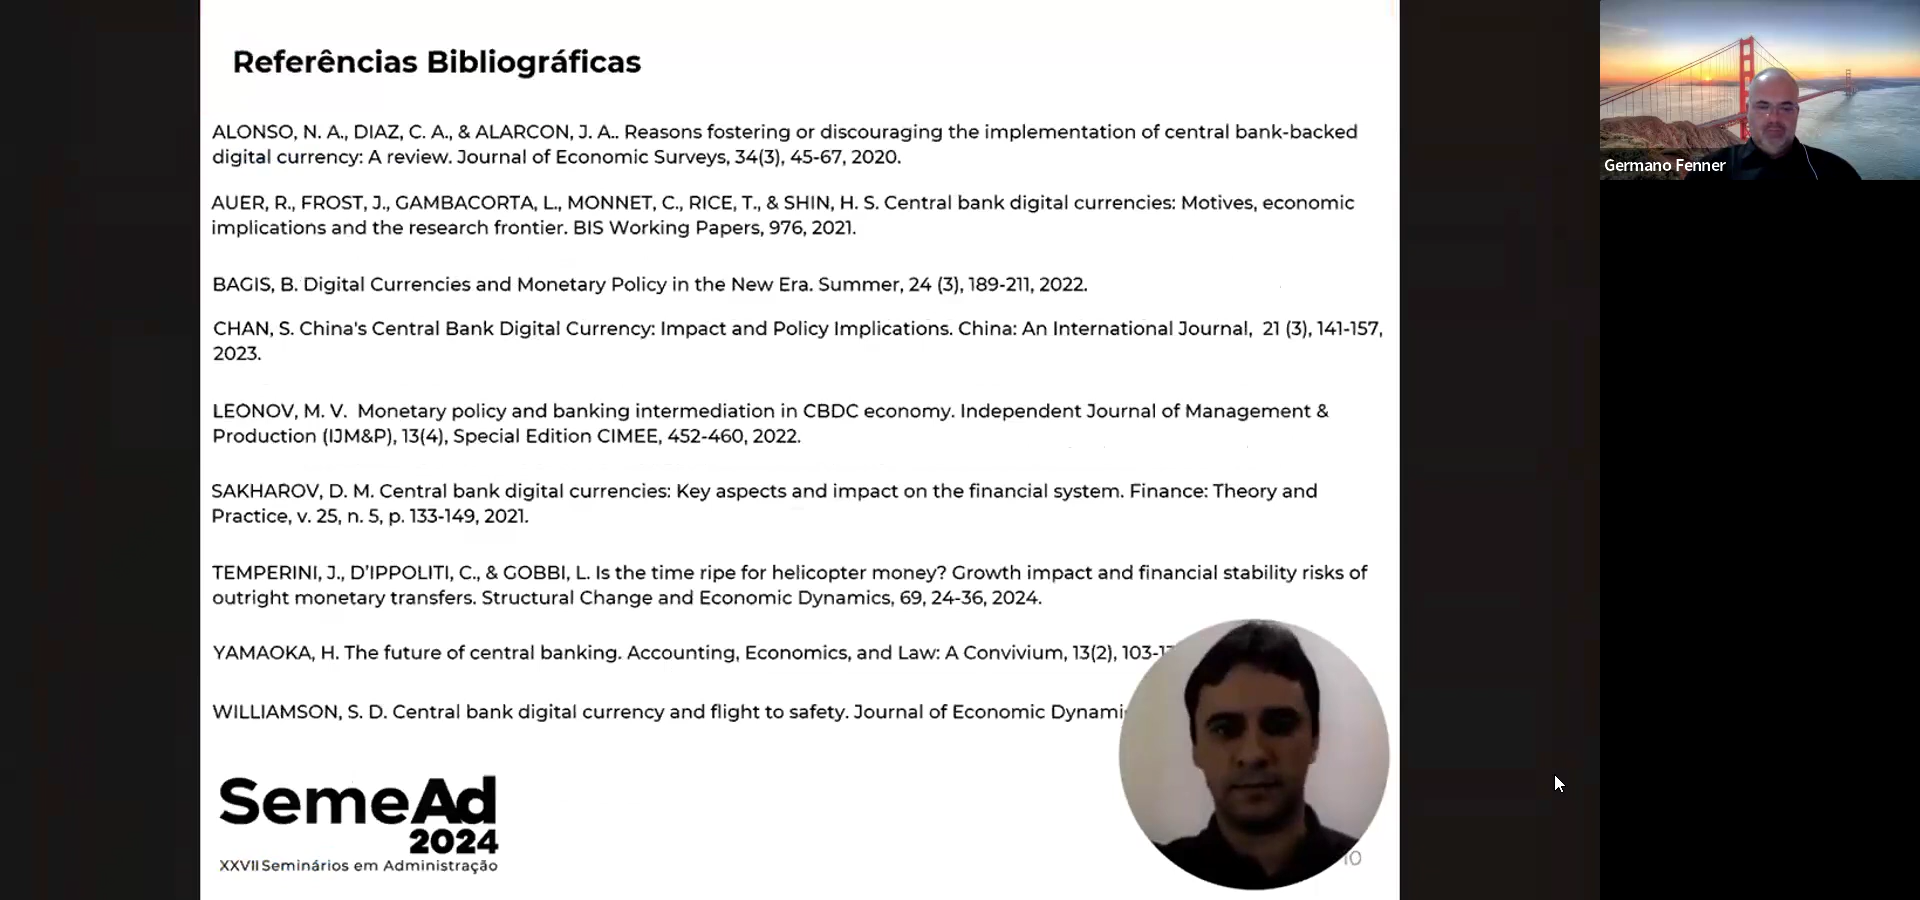 Referências Bibliográficas
ALONSO, N. A., DIAZ, C. A., & ALARCON, J. A.. Reasons fostering or discouraging the implementation of central bank-backed
digital currency: A review. Journal of Economic Surveys, 34(3), 45-67, 2020.
AUER, R., FROST, J., GAMBACORTA, L., MONNET, C., RICE, T., & SHIN, H. S. Central bank digital currencies: Motives, economic
implications and the research frontier. BIS Working Papers, 976, 2021.
BAGIS, B. Digital Currencies and Monetary Policy in the New Era. Summer, 24 (3), 189-211, 2022.
CHAN, S. China's Central Bank Digital Currency: Impact and Policy Implications. China: An International Journal, 21 (3), 141-157,
2023.
LEONOV, M. V. Monetary policy and banking intermediation in CBDC economy. Independent Journal of Management &
Production (IJM&P), 13(4), Special Edition CIMEE, 452-460, 2022.
SAKHAROV, D. M. Central bank digital currencies: Key aspects and impact on the financial system. Finance: Theory and
Practice, v. 25, n. 5, p. 133-149, 2021.
TEMPERINI, J., D’IPPOLITI, C., & GOBBI, L. Is the time ripe for helicopter money? Growth impact and financial stability risks of
outright monetary transfers. Structural Change and Economic Dynamics, 69, 24-36, 2024.
YAMAOKA, H. The future of central banking. Accounting, Economics, and Law: A Convivium, 13(2),
WILLIAMSON, S. D. Central bank digital currency and flight to safety. Journal of Economic
SemeAd
2024
XXVII Seminários em Administração
10
Germano Fenner